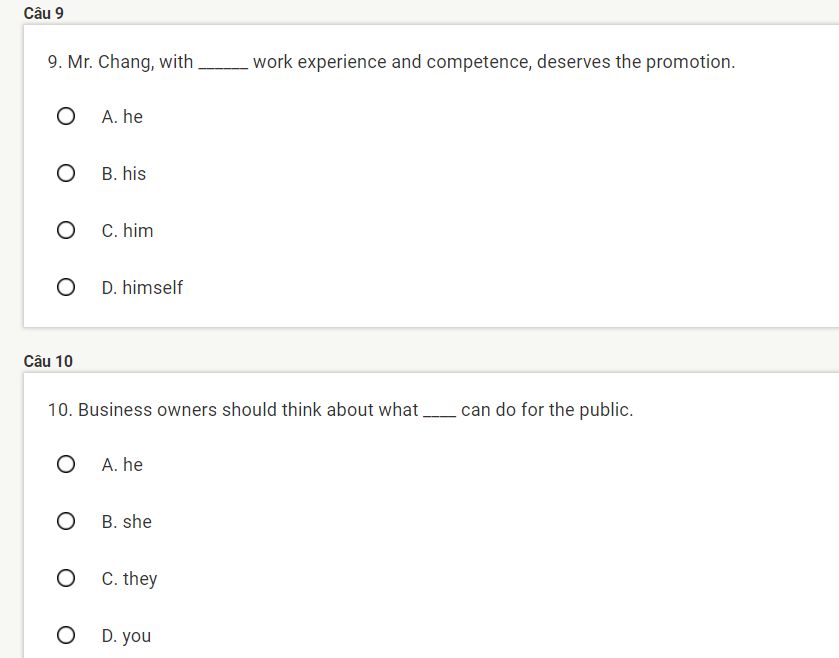 Câu 9
9. Mr. Chang, with ______ work experience and competence, deserves the promotion.
A. he
B. his
C. him
D. himself
Câu 10
10. Business owners should think about what ____ can do for the public.
A. he
B. she
C. they
D. you